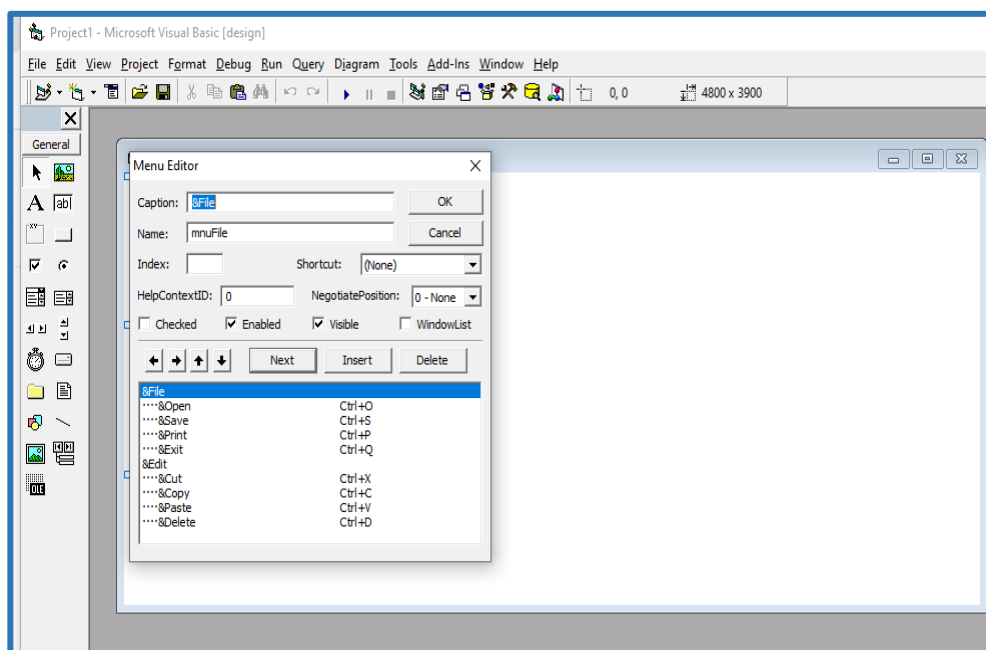 Project1 - Microsoft Visual Basic [design]
File Edit View Project Format Debug Run Query Diagram Tools Add-Ins Window Help
0, 0 4800 x 3900
General
Menu Editor
A ab
Caption: &File OK
xv
Name: mnuFile Cancel
Index: Shortcut: (None)
HelpContextID: 0 NegotiatePosition: 0 - None
Checked Enabled Visible WindowList
Next Insert Delete
&File
····&Open Ctrl+O
····&Save Ctrl+S
····&Print Ctrl+P
····&Exit Ctrl+Q
&Edit
····&Cut Ctrl+X
····&Copy Ctrl+C
OLE
····&Paste Ctrl+V
····&Delete Ctrl+D